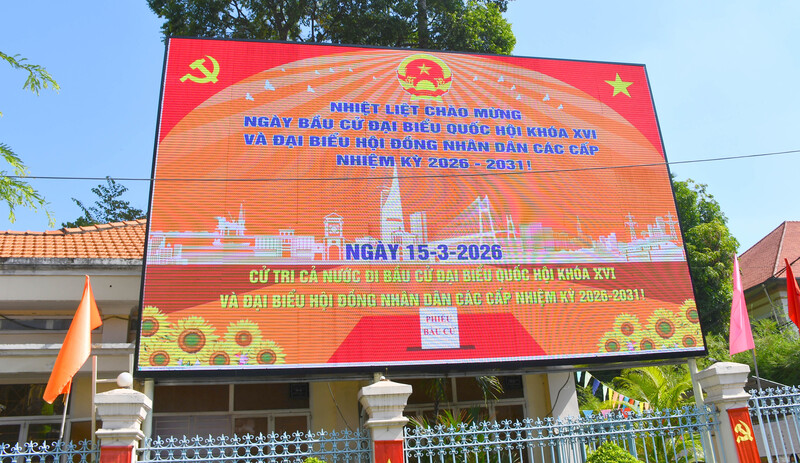 NHIỆT LIỆT CHÀO MỪNG
NGÀY BẦU CỬ ĐẠI BIỂU QUỐC HỘI KHÓA XVI
VÀ ĐẠI BIỂU HỘI ĐỒNG NHÂN DÂN CÁC CẤP
NHIỆM KỲ 2026 - 2031!
NGÀY 15-3-2026
CỬ TRI CẢ NƯỚC ĐI BẦU CỬ ĐẠI BIỂU QUỐC HỘI KHÓA XVI
VÀ ĐẠI BIỂU HỘI ĐỒNG NHÂN DÂN CÁC CẤP NHIỆM KỲ 2026-2031!
PHIẾU
BẦU CỬ